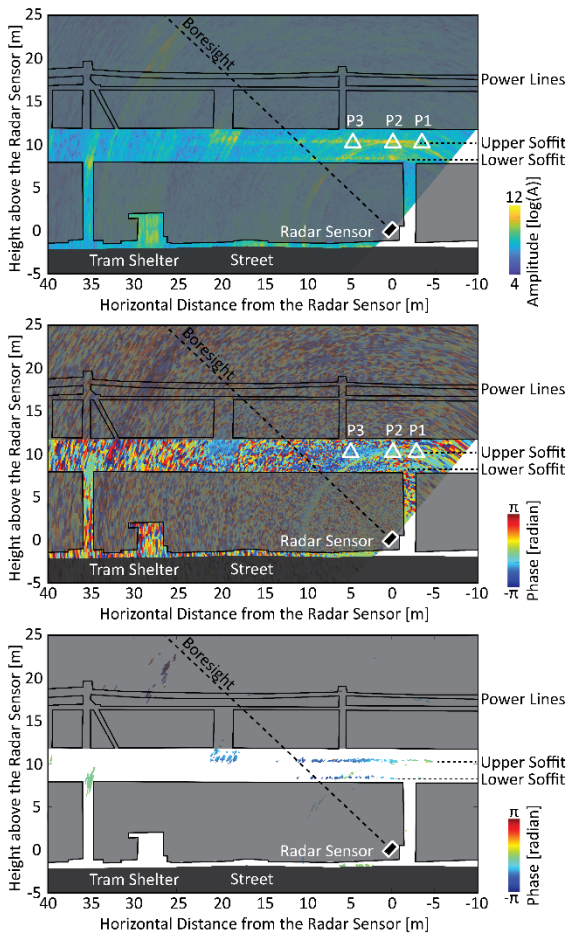 25
20
15
10
5
0
-5
Height above the Radar Sensor [m]
Boresight
Power Lines
P3 P2 P1
Upper Soffit
Lower Soffit
12
4
Amplitude [log(A)]
Radar Sensor
Tram Shelter Street
40 35 30 25 20 15 10 5 0 -5 -10
Horizontal Distance from the Radar Sensor [m]
25
20
15
10
5
0
-5
Height above the Radar Sensor [m]
Boresight
Power Lines
P3 P2 P1
Upper Soffit
Lower Soffit
π
-π
Phase [radian]
Radar Sensor
Tram Shelter Street
40 35 30 25 20 15 10 5 0 -5 -10
Horizontal Distance from the Radar Sensor [m]
25
20
15
10
5
0
-5
Height above the Radar Sensor [m]
Boresight
Power Lines
Upper Soffit
Lower Soffit
π
-π
Phase [radian]
Radar Sensor
Tram Shelter Street
40 35 30 25 20 15 10 5 0 -5 -10
Horizontal Distance from the Radar Sensor [m]